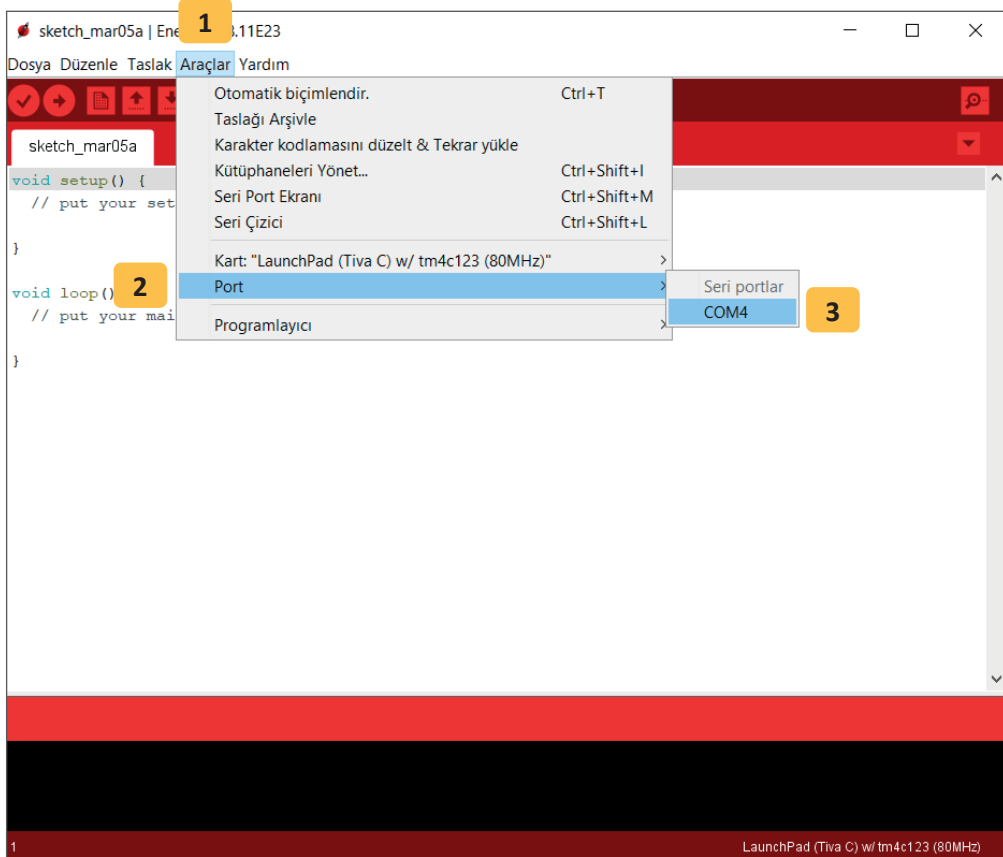 1
sketch_mar05a | Ene 3.11E23
Dosya Düzenle Taslak Araçlar Yardım
Otomatik biçimlendir. Ctrl+T
Taslağı Arşivle
sketch_mar05a
Karakter kodlamasını düzelt & Tekrar yükle
Kütüphaneleri Yönet... Ctrl+Shift+I
Seri Port Ekranı Ctrl+Shift+M
Seri Çizici Ctrl+Shift+L
void setup() {
// put your set
}
Kart: "LaunchPad (Tiva C) w/ tm4c123 (80MHz)"
void loop()
2
Port
Seri portlar
COM4
3
// put your mai
Programlayıcı
}
1
LaunchPad (Tiva C) w/ tm4c123 (80MHz)